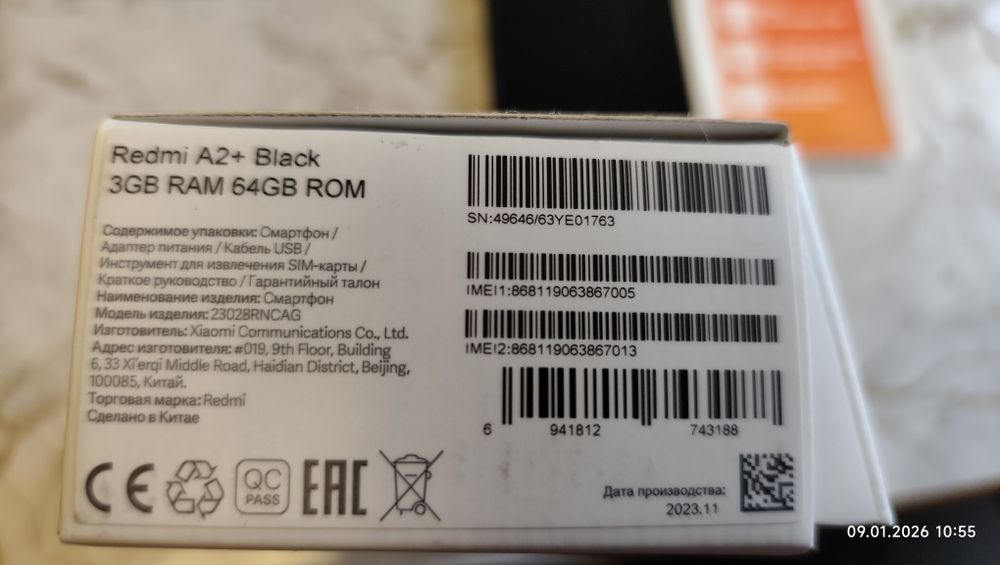 Redmi A2+ Black
3GB RAM 64GB ROM
Содержимое упаковки: Смартфон /
Адаптер питания / Кабель USB /
Инструмент для извлечения SIM-карты /
Краткое руководство / Гарантийный талон
Наименование изделия: Смартфон
Модель изделия: 23028RNCAG
Изготовитель: Xiaomi Communications Co., Ltd.
Адрес изготовителя: #019, 9th Floor, Building
6, 33 Xi'erqi Middle Road, Haidian District, Beijing,
100085, Китай.
Торговая марка: Redmi
Сделано в Китае
CE
QC
PASS
EAC
SN:49646/63YE01763
IMEI1:868119063867005
IMEI2:868119063867013
6 941812 743188
Дата производства:
2023.11
09.01.2026 10:55